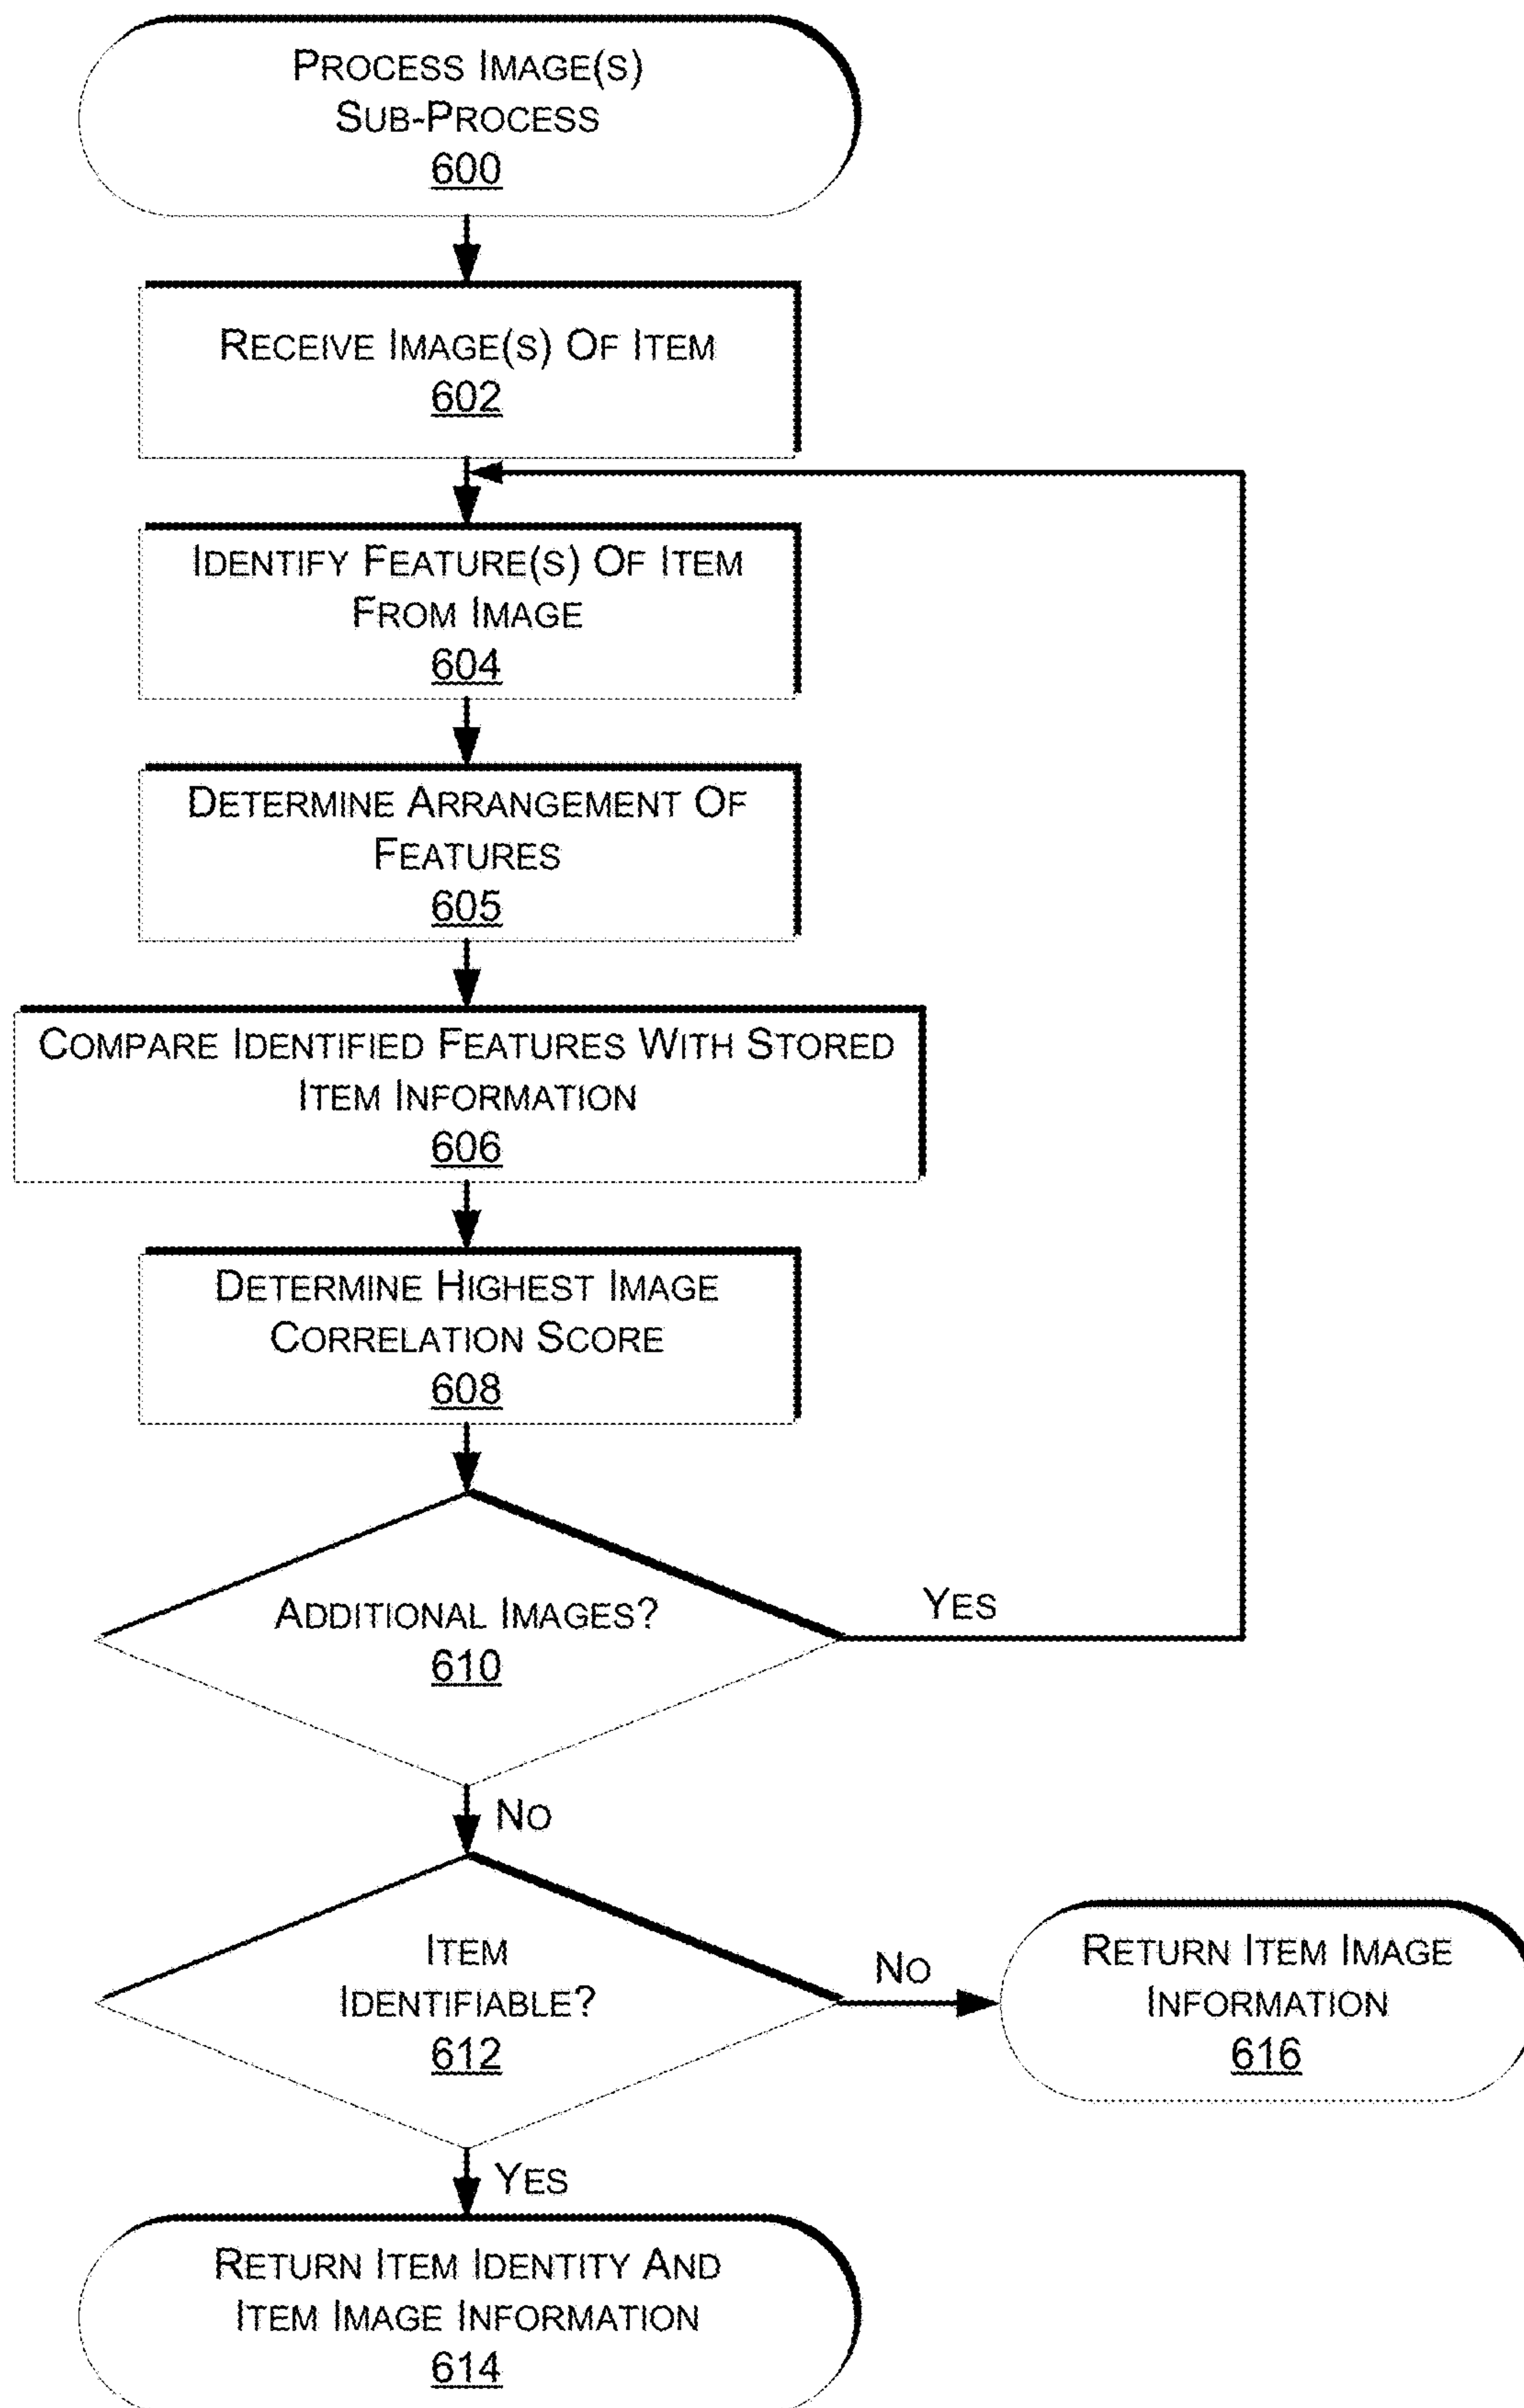 PROCESS IMAGE(S)
SUB-PROCESS
600
RECEIVE IMAGE(S) OF ITEM
602
IDENTIFY FEATURE(S) OF ITEM
FROM IMAGE
604
DETERMINE ARRANGEMENT OF
FEATURES
605
COMPARE IDENTIFIED FEATURES WITH STORED
ITEM INFORMATION
606
DETERMINE HIGHEST IMAGE
CORRELATION SCORE
608
ADDITIONAL IMAGES?
610
YES
NO
ITEM
IDENTIFIABLE?
612
NO
RETURN ITEM IMAGE
INFORMATION
616
YES
RETURN ITEM IDENTITY AND
ITEM IMAGE INFORMATION
614